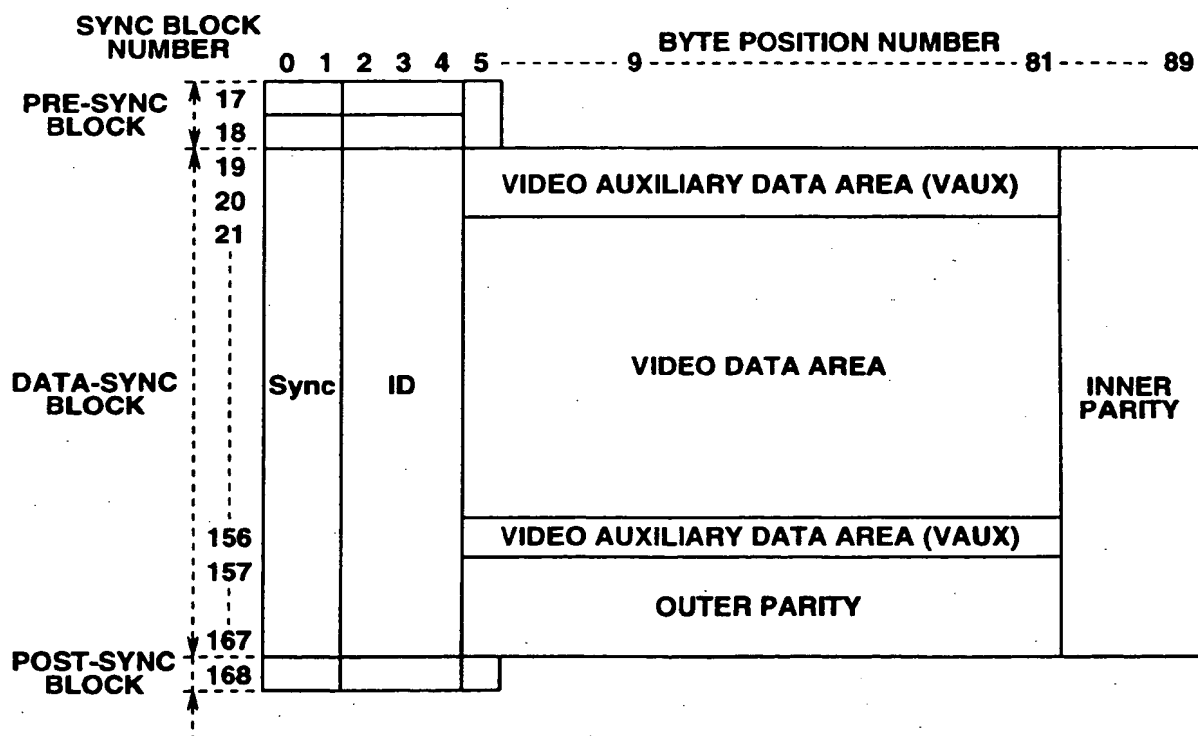 SYNC BLOCK
NUMBER
BYTE POSITION NUMBER
0 1 2 3 4 5 9 81 89
PRE-SYNC
BLOCK
17
18
19
20
21
VIDEO AUXILIARY DATA AREA (VAUX)
VIDEO DATA AREA
DATA-SYNC
BLOCK
Sync
ID
INNER
PARITY
156
VIDEO AUXILIARY DATA AREA (VAUX)
157
OUTER PARITY
167
POST-SYNC
BLOCK
168